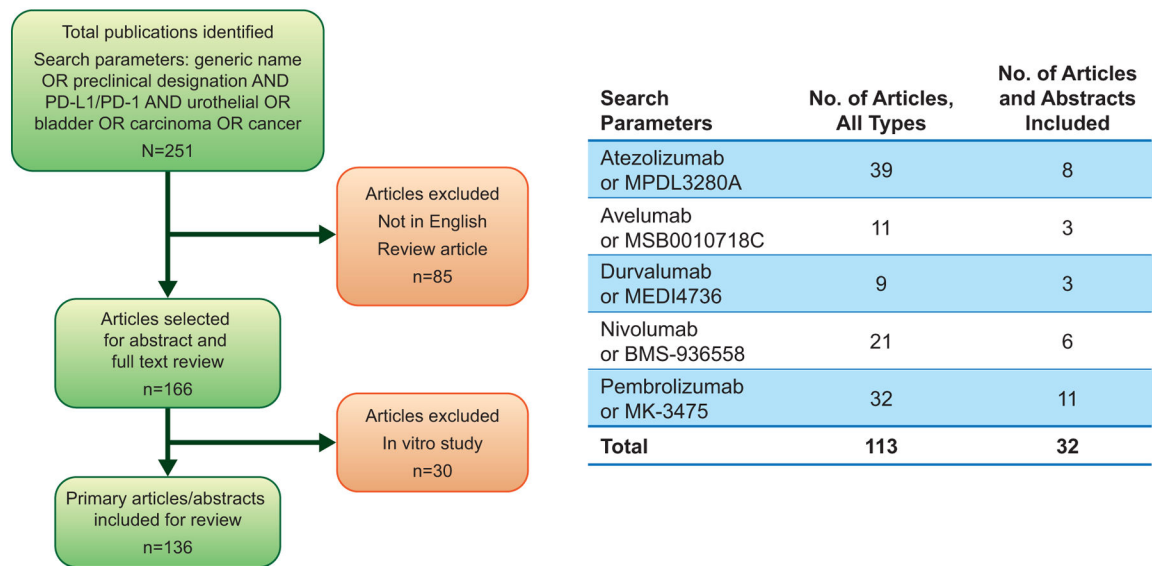 Total publications identified
Search parameters: generic name
OR preclinical designation AND
PD-L1/PD-1 AND urothelial OR
bladder OR carcinoma OR cancer
N=251
Articles excluded
Not in English
Review article
n=85
Articles selected
for abstract and
full text review
n=166
Articles excluded
In vitro study
n=30
Primary articles/abstracts
included for review
n=136
Search
Parameters
No. of Articles,
All Types
No. of Articles
and Abstracts
Included
Atezolizumab
or MPDL3280A
39
8
Avelumab
or MSB0010718C
11
3
Durvalumab
or MEDI4736
9
3
Nivolumab
or BMS-936558
21
6
Pembrolizumab
or MK-3475
32
11
Total
113
32